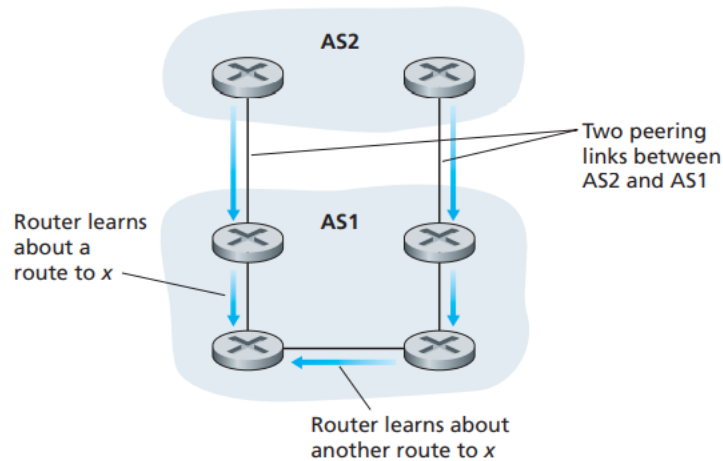 AS2
Two peering
links between
AS2 and AS1
Router learns
about a
route to x
AS1
Router learns about
another route to x